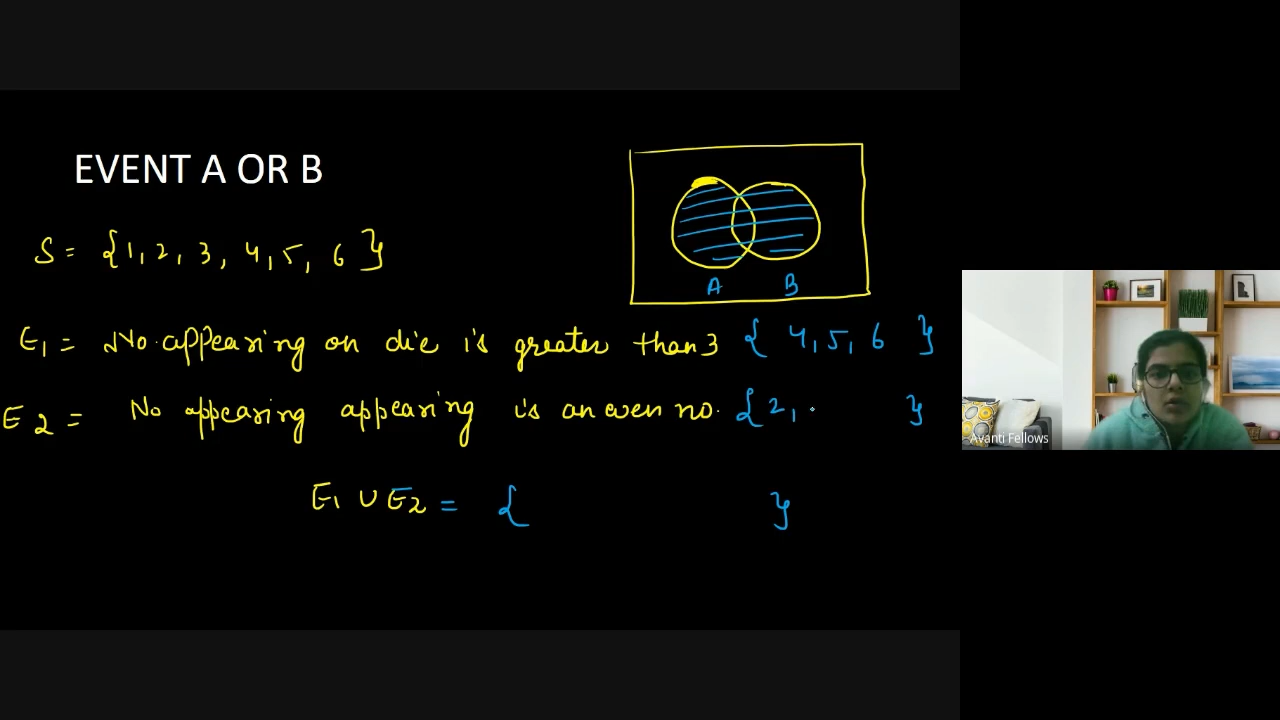 EVENT A OR B
S = {1, 2, 3, 4, 5, 6}
A B
E1 = No. appearing on die is greater than 3 { 4, 5, 6 }
E2 = No appearing appearing is an even no. {2, }
E1 ∪ E2 = { }
Avanti Fellows